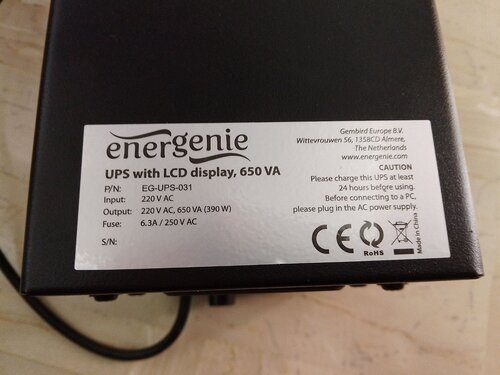 energenie
UPS with LCD display, 650 VA
P/N: EG-UPS-031
Input: 220 V AC
Output: 220 V AC, 650 VA (390 W)
Fuse: 6.3A / 250 V AC
S/N:
Gembird Europe B.V.
Wittevrouwen 56, 1358CD Almere,
The Netherlands
www.energenie.com
CAUTION
Please charge this UPS at least
24 hours before using.
Before connecting to a PC,
please plug in the AC power supply.
CE
RoHS
Made in China